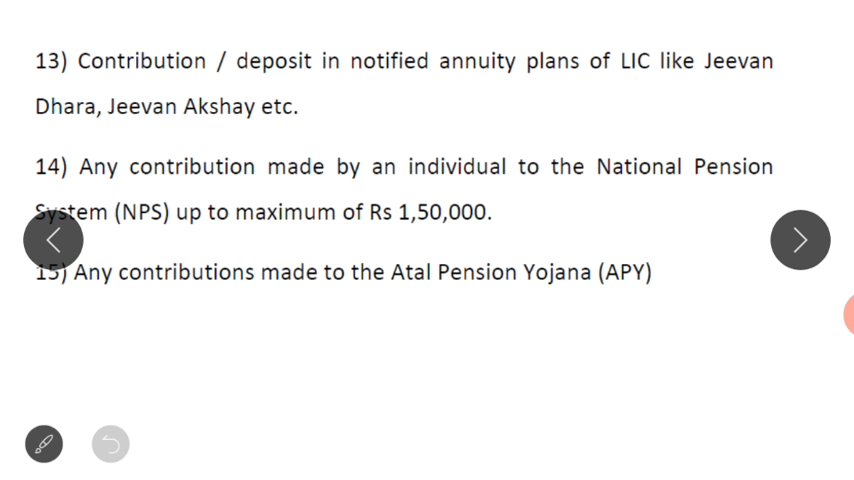 13) Contribution / deposit in notified annuity plans of LIC like Jeevan
Dhara, Jeevan Akshay etc.
14) Any contribution made by an individual to the National Pension
System (NPS) up to maximum of Rs 1,50,000.
15) Any contributions made to the Atal Pension Yojana (APY)